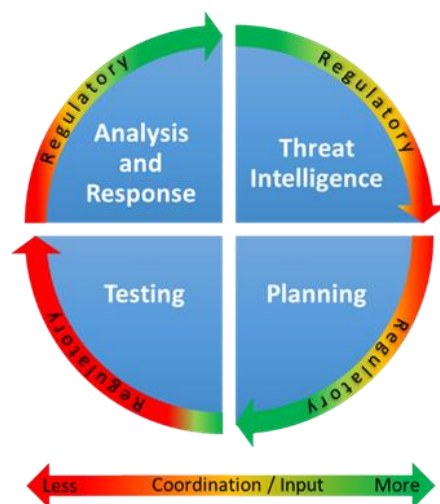 Regulatory
Regulatory
Analysis
and
Response
Threat
Intelligence
Testing
Planning
Regulatory
Regulatory
Less
Coordination / Input
More